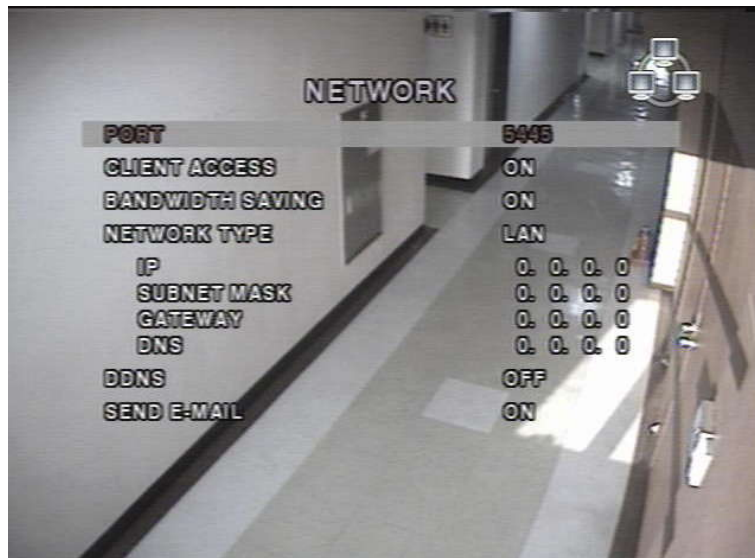 NETWORK
PORT 5445
CLIENT ACCESS ON
BANDWIDTH SAVING ON
NETWORK TYPE LAN
IP 0. 0. 0. 0
SUBNET MASK 0. 0. 0. 0
GATEWAY 0. 0. 0. 0
DNS 0. 0. 0. 0
DDNS OFF
SEND E-MAIL ON